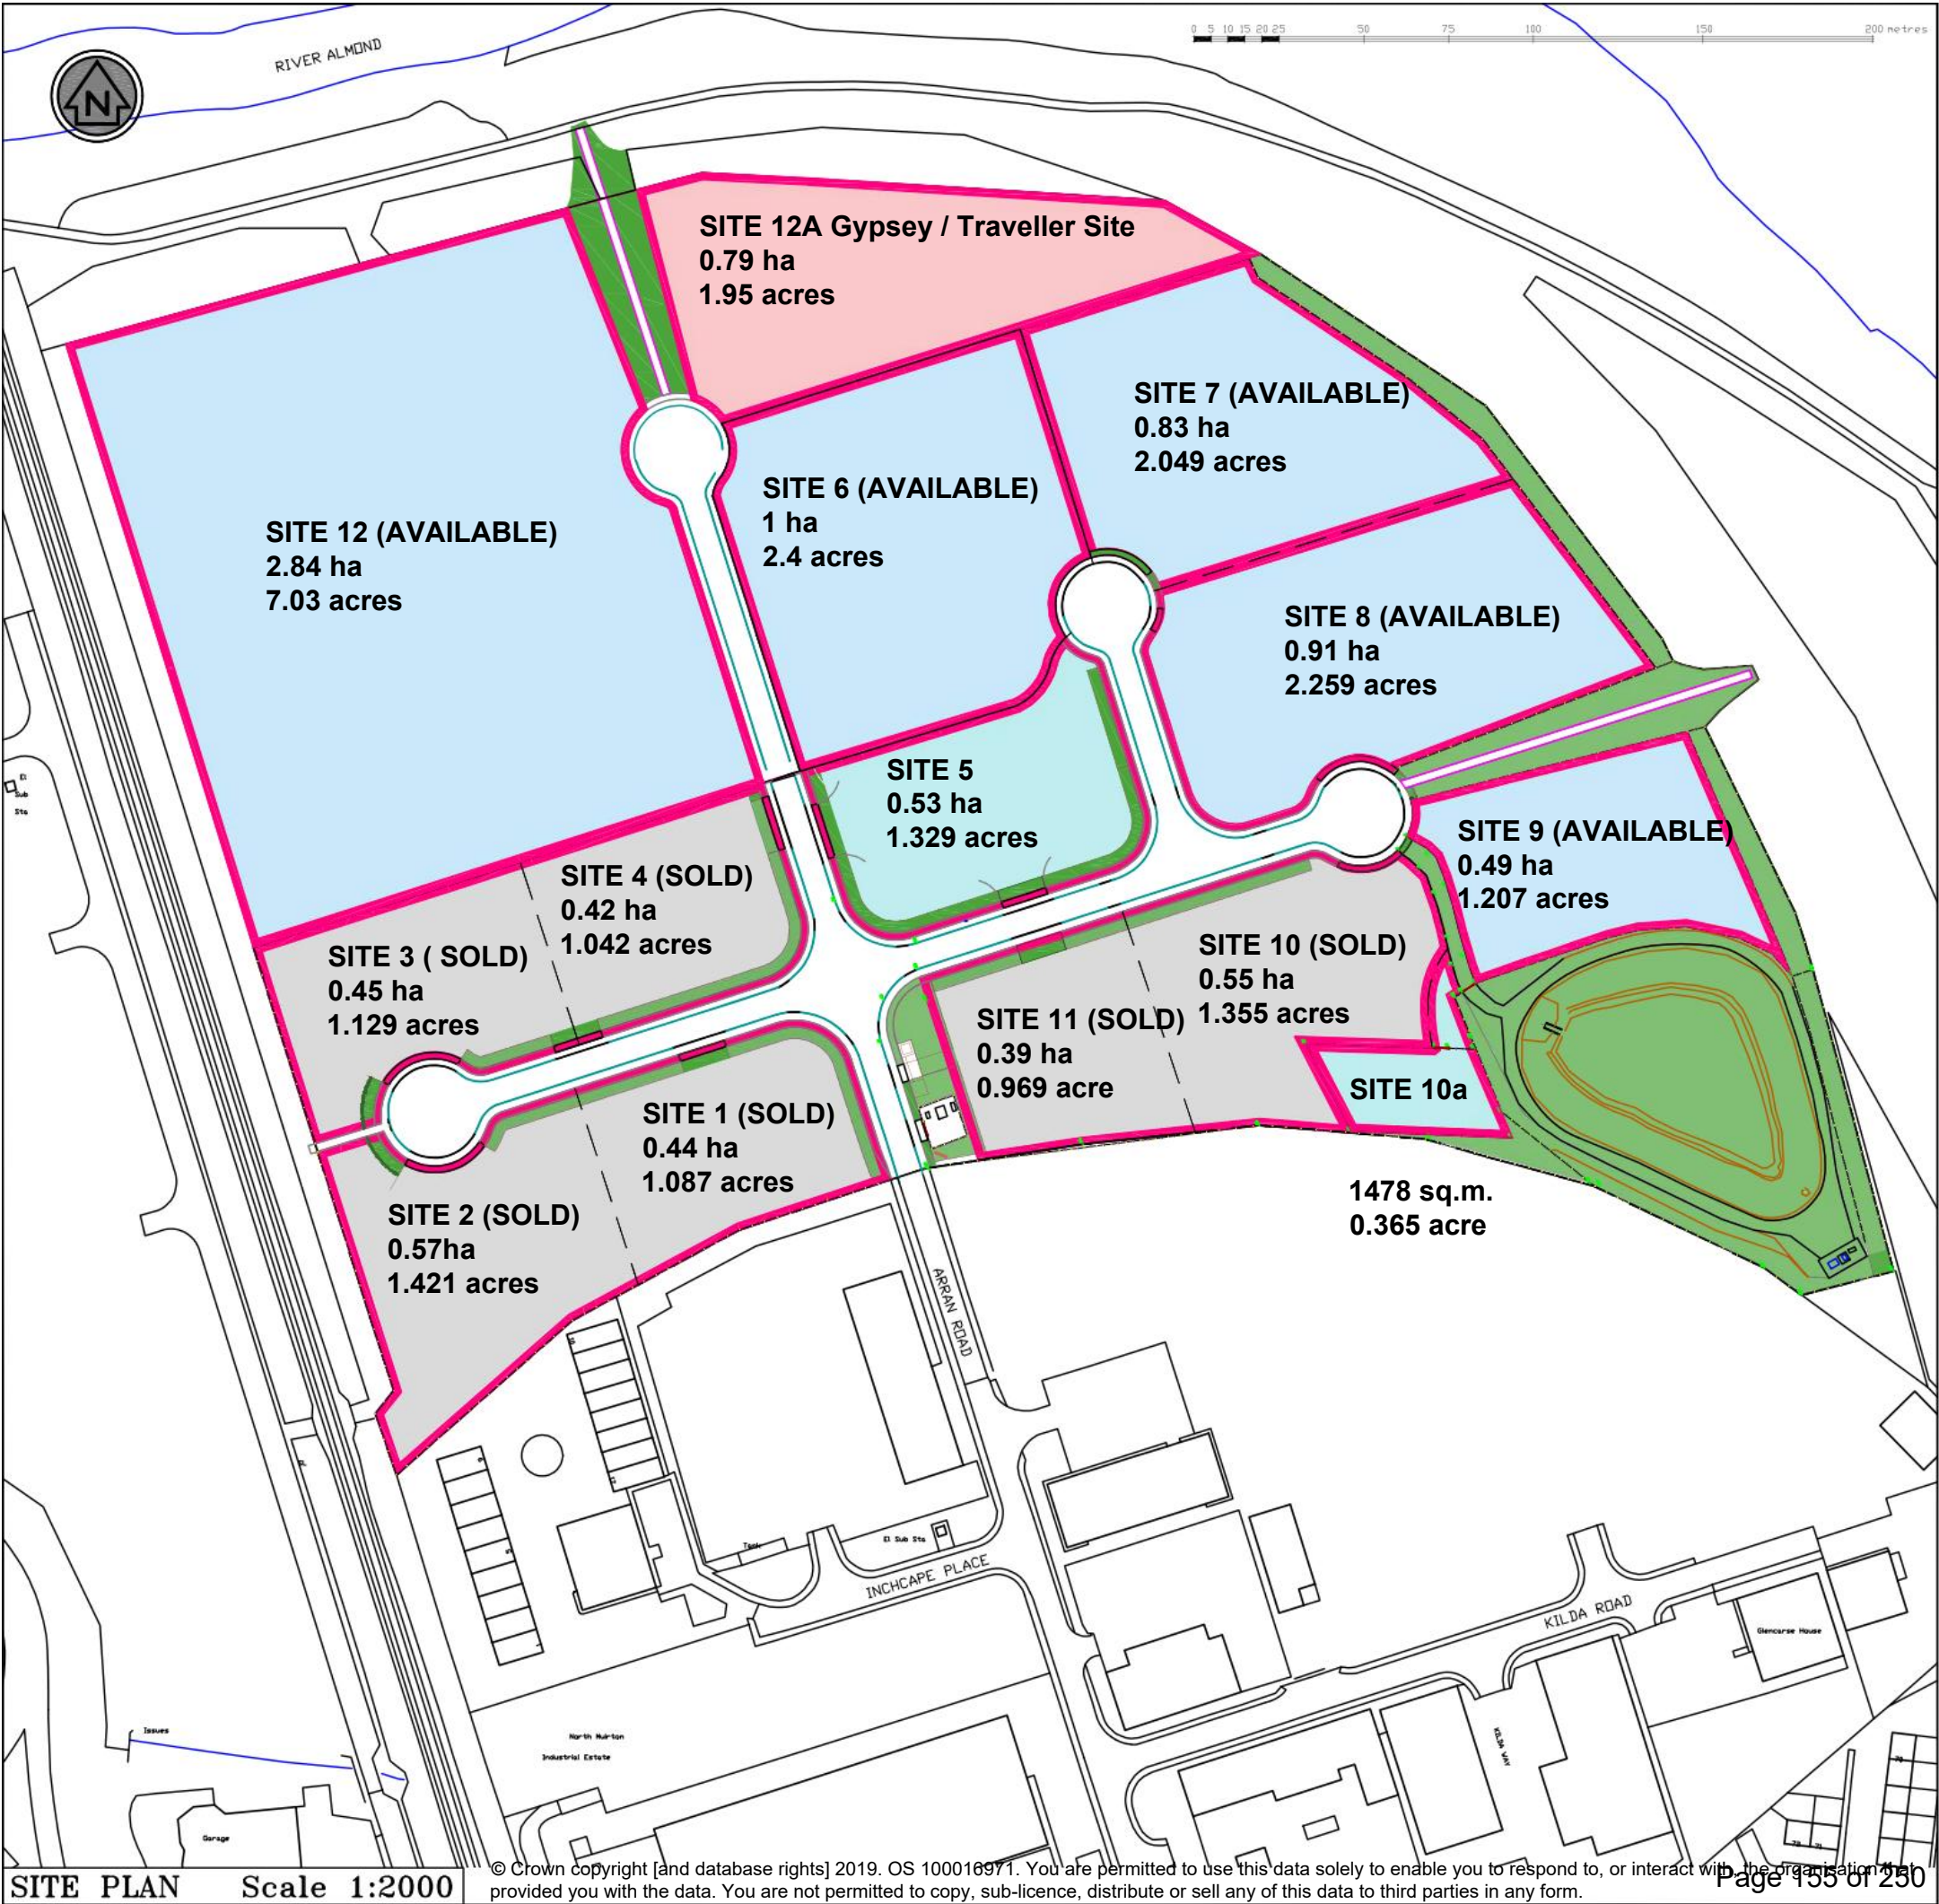 0 5 10 15 20 25 50 75 100 150 200 metres
RIVER ALMOND
N
SITE 12A Gypsey / Traveller Site
0.79 ha
1.95 acres
SITE 7 (AVAILABLE)
0.83 ha
2.049 acres
SITE 6 (AVAILABLE)
1 ha
2.4 acres
SITE 12 (AVAILABLE)
2.84 ha
7.03 acres
SITE 8 (AVAILABLE)
0.91 ha
2.259 acres
El
Sub
Sta
SITE 5
0.53 ha
1.329 acres
SITE 9 (AVAILABLE)
0.49 ha
1.207 acres
SITE 4 (SOLD)
0.42 ha
1.042 acres
SITE 3 ( SOLD)
0.45 ha
1.129 acres
SITE 10 (SOLD)
0.55 ha
1.355 acres
SITE 11 (SOLD)
0.39 ha
0.969 acre
SITE 10a
SITE 1 (SOLD)
0.44 ha
1.087 acres
1478 sq.m.
0.365 acre
SITE 2 (SOLD)
0.57ha
1.421 acres
ARRAN ROAD
El Sub Sta
Tank
INCHCAPE PLACE
KILDA ROAD
Glencarse House
KILDA WAY
Issues
North Muirton
Industrial Estate
Garage
SITE PLAN Scale 1:2000
© Crown copyright [and database rights] 2019. OS 100016971. You are permitted to use this data solely to enable you to respond to, or interact with, the organisation that
provided you with the data. You are not permitted to copy, sub-licence, distribute or sell any of this data to third parties in any form.
Page 155 of 250